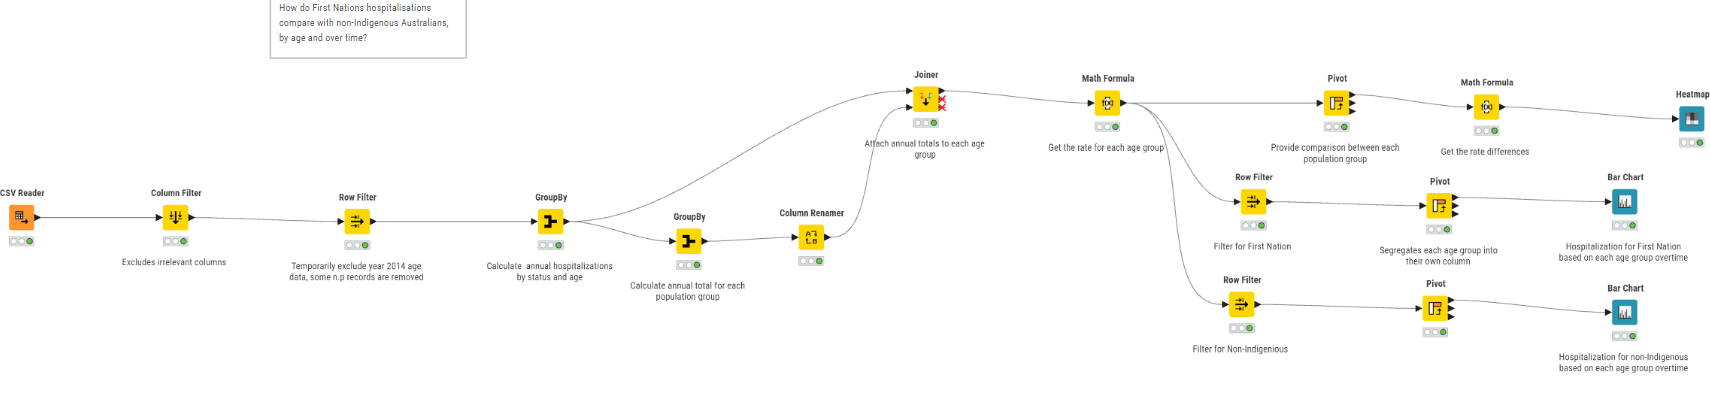 How do First Nations hospitalisations
compare with non-Indigenous Australians,
by age and over time?
Joiner
Attach annual totals to each age
group
Math Formula
Get the rate for each age group
Pivot
Provide comparison between each
population group
Math Formula
Get the rate differences
Heatmap
CSV Reader
Column Filter
Excludes irrelevant columns
Row Filter
Temporarily exclude year 2014 age
data, some n.p records are removed
GroupBy
Calculate annual hospitalizations
by status and age
GroupBy
Calculate annual total for each
population group
Column Renamer
Row Filter
Filter for First Nation
Pivot
Segregates each age group into
their own column
Bar Chart
Hospitalization for First Nation
based on each age group overtime
Row Filter
Filter for Non-Indigenious
Pivot
Bar Chart
Hospitalization for non-Indigenous
based on each age group overtime